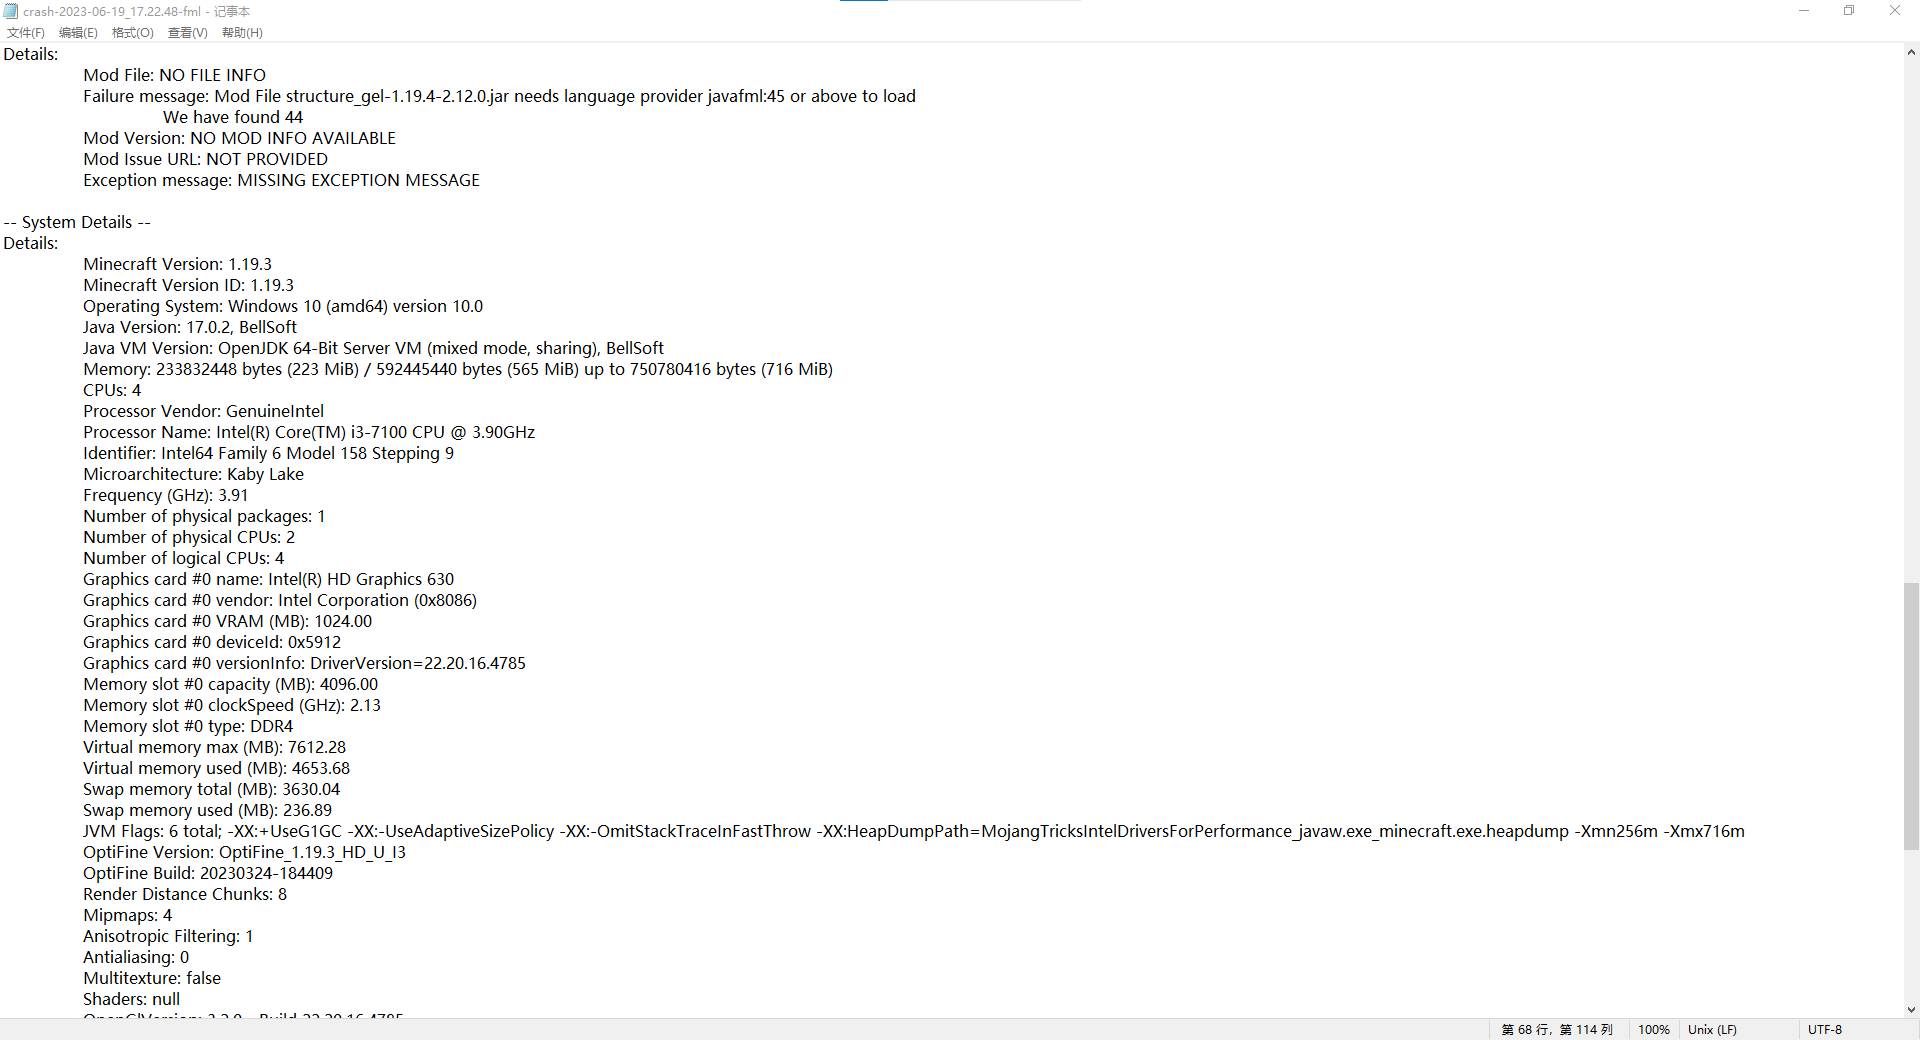 crash-2023-06-19_17.22.48-fml - 记事本
文件(F) 编辑(E) 格式(O) 查看(V) 帮助(H)
Details:
Mod File: NO FILE INFO
Failure message: Mod File structure_gel-1.19.4-2.12.0.jar needs language provider javafml:45 or above to load
We have found 44
Mod Version: NO MOD INFO AVAILABLE
Mod Issue URL: NOT PROVIDED
Exception message: MISSING EXCEPTION MESSAGE
-- System Details --
Details:
Minecraft Version: 1.19.3
Minecraft Version ID: 1.19.3
Operating System: Windows 10 (amd64) version 10.0
Java Version: 17.0.2, BellSoft
Java VM Version: OpenJDK 64-Bit Server VM (mixed mode, sharing), BellSoft
Memory: 233832448 bytes (223 MiB) / 592445440 bytes (565 MiB) up to 750780416 bytes (716 MiB)
CPUs: 4
Processor Vendor: GenuineIntel
Processor Name: Intel(R) Core(TM) i3-7100 CPU @ 3.90GHz
Identifier: Intel64 Family 6 Model 158 Stepping 9
Microarchitecture: Kaby Lake
Frequency (GHz): 3.91
Number of physical packages: 1
Number of physical CPUs: 2
Number of logical CPUs: 4
Graphics card #0 name: Intel(R) HD Graphics 630
Graphics card #0 vendor: Intel Corporation (0x8086)
Graphics card #0 VRAM (MB): 1024.00
Graphics card #0 deviceId: 0x5912
Graphics card #0 versionInfo: DriverVersion=22.20.16.4785
Memory slot #0 capacity (MB): 4096.00
Memory slot #0 clockSpeed (GHz): 2.13
Memory slot #0 type: DDR4
Virtual memory max (MB): 7612.28
Virtual memory used (MB): 4653.68
Swap memory total (MB): 3630.04
Swap memory used (MB): 236.89
JVM Flags: 6 total; -XX:+UseG1GC -XX:-UseAdaptiveSizePolicy -XX:-OmitStackTraceInFastThrow -XX:HeapDumpPath=MojangTricksIntelDriversForPerformance_javaw.exe_minecraft.exe.heapdump -Xmn256m -Xmx716m
OptiFine Version: OptiFine_1.19.3_HD_U_I3
OptiFine Build: 20230324-184409
Render Distance Chunks: 8
Mipmaps: 4
Anisotropic Filtering: 1
Antialiasing: 0
Multitexture: false
Shaders: null
OpenGlVersion: 3.2.0 - Build 22.20.16.4785
第 68 行，第 114 列 100% Unix (LF) UTF-8